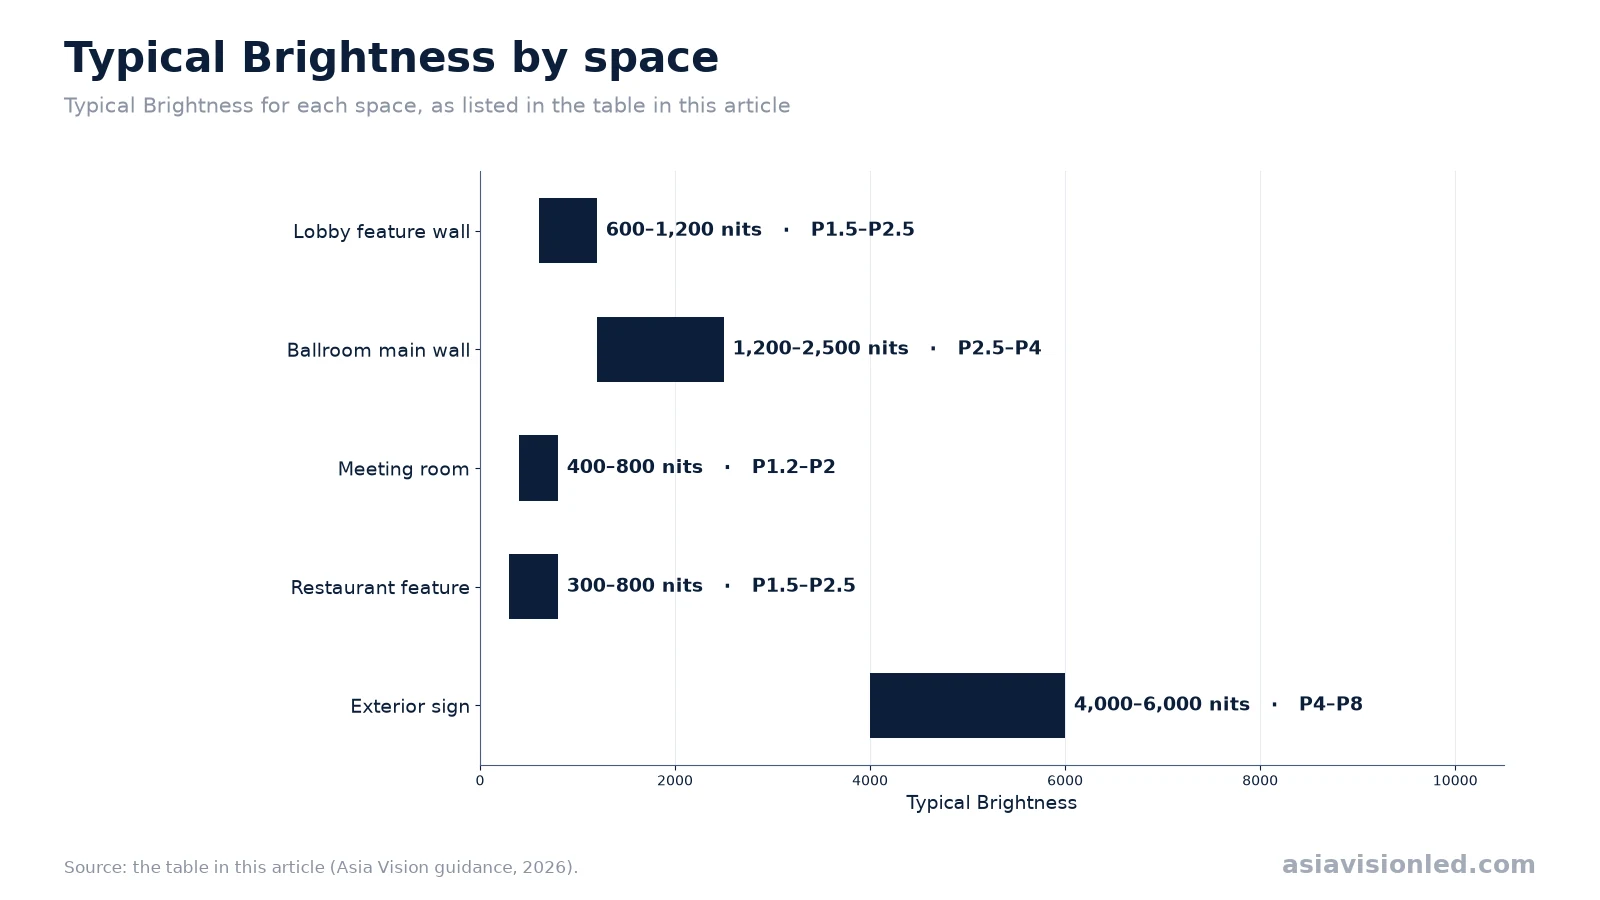 Typical Brightness by space
Typical Brightness for each space, as listed in the table in this article
Lobby feature wall
600–1,200 nits · P1.5–P2.5
Ballroom main wall
1,200–2,500 nits · P2.5–P4
Meeting room
400–800 nits · P1.2–P2
Restaurant feature
300–800 nits · P1.5–P2.5
Exterior sign
4,000–6,000 nits · P4–P8
0 2000 4000 6000 8000 10000
Typical Brightness
Source: the table in this article (Asia Vision guidance, 2026).
asiavisionled.com